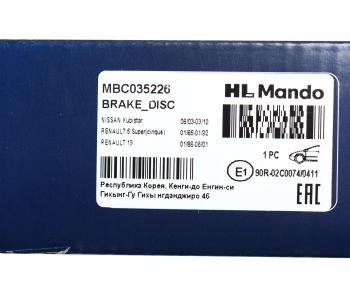 MBC035226
BRAKE_DISC
HL Mando
NISSAN Kubistar 08/03-03/10
RENAULT 5 Super(cinque) 01/85-01/92
RENAULT 19 01/88-06/01
1 PC
E1 90R-02C0074/0411
EAC
Республика Корея, Кенги-до Енгин-си
Гихынг-Гу Гихы нгданджиро 46